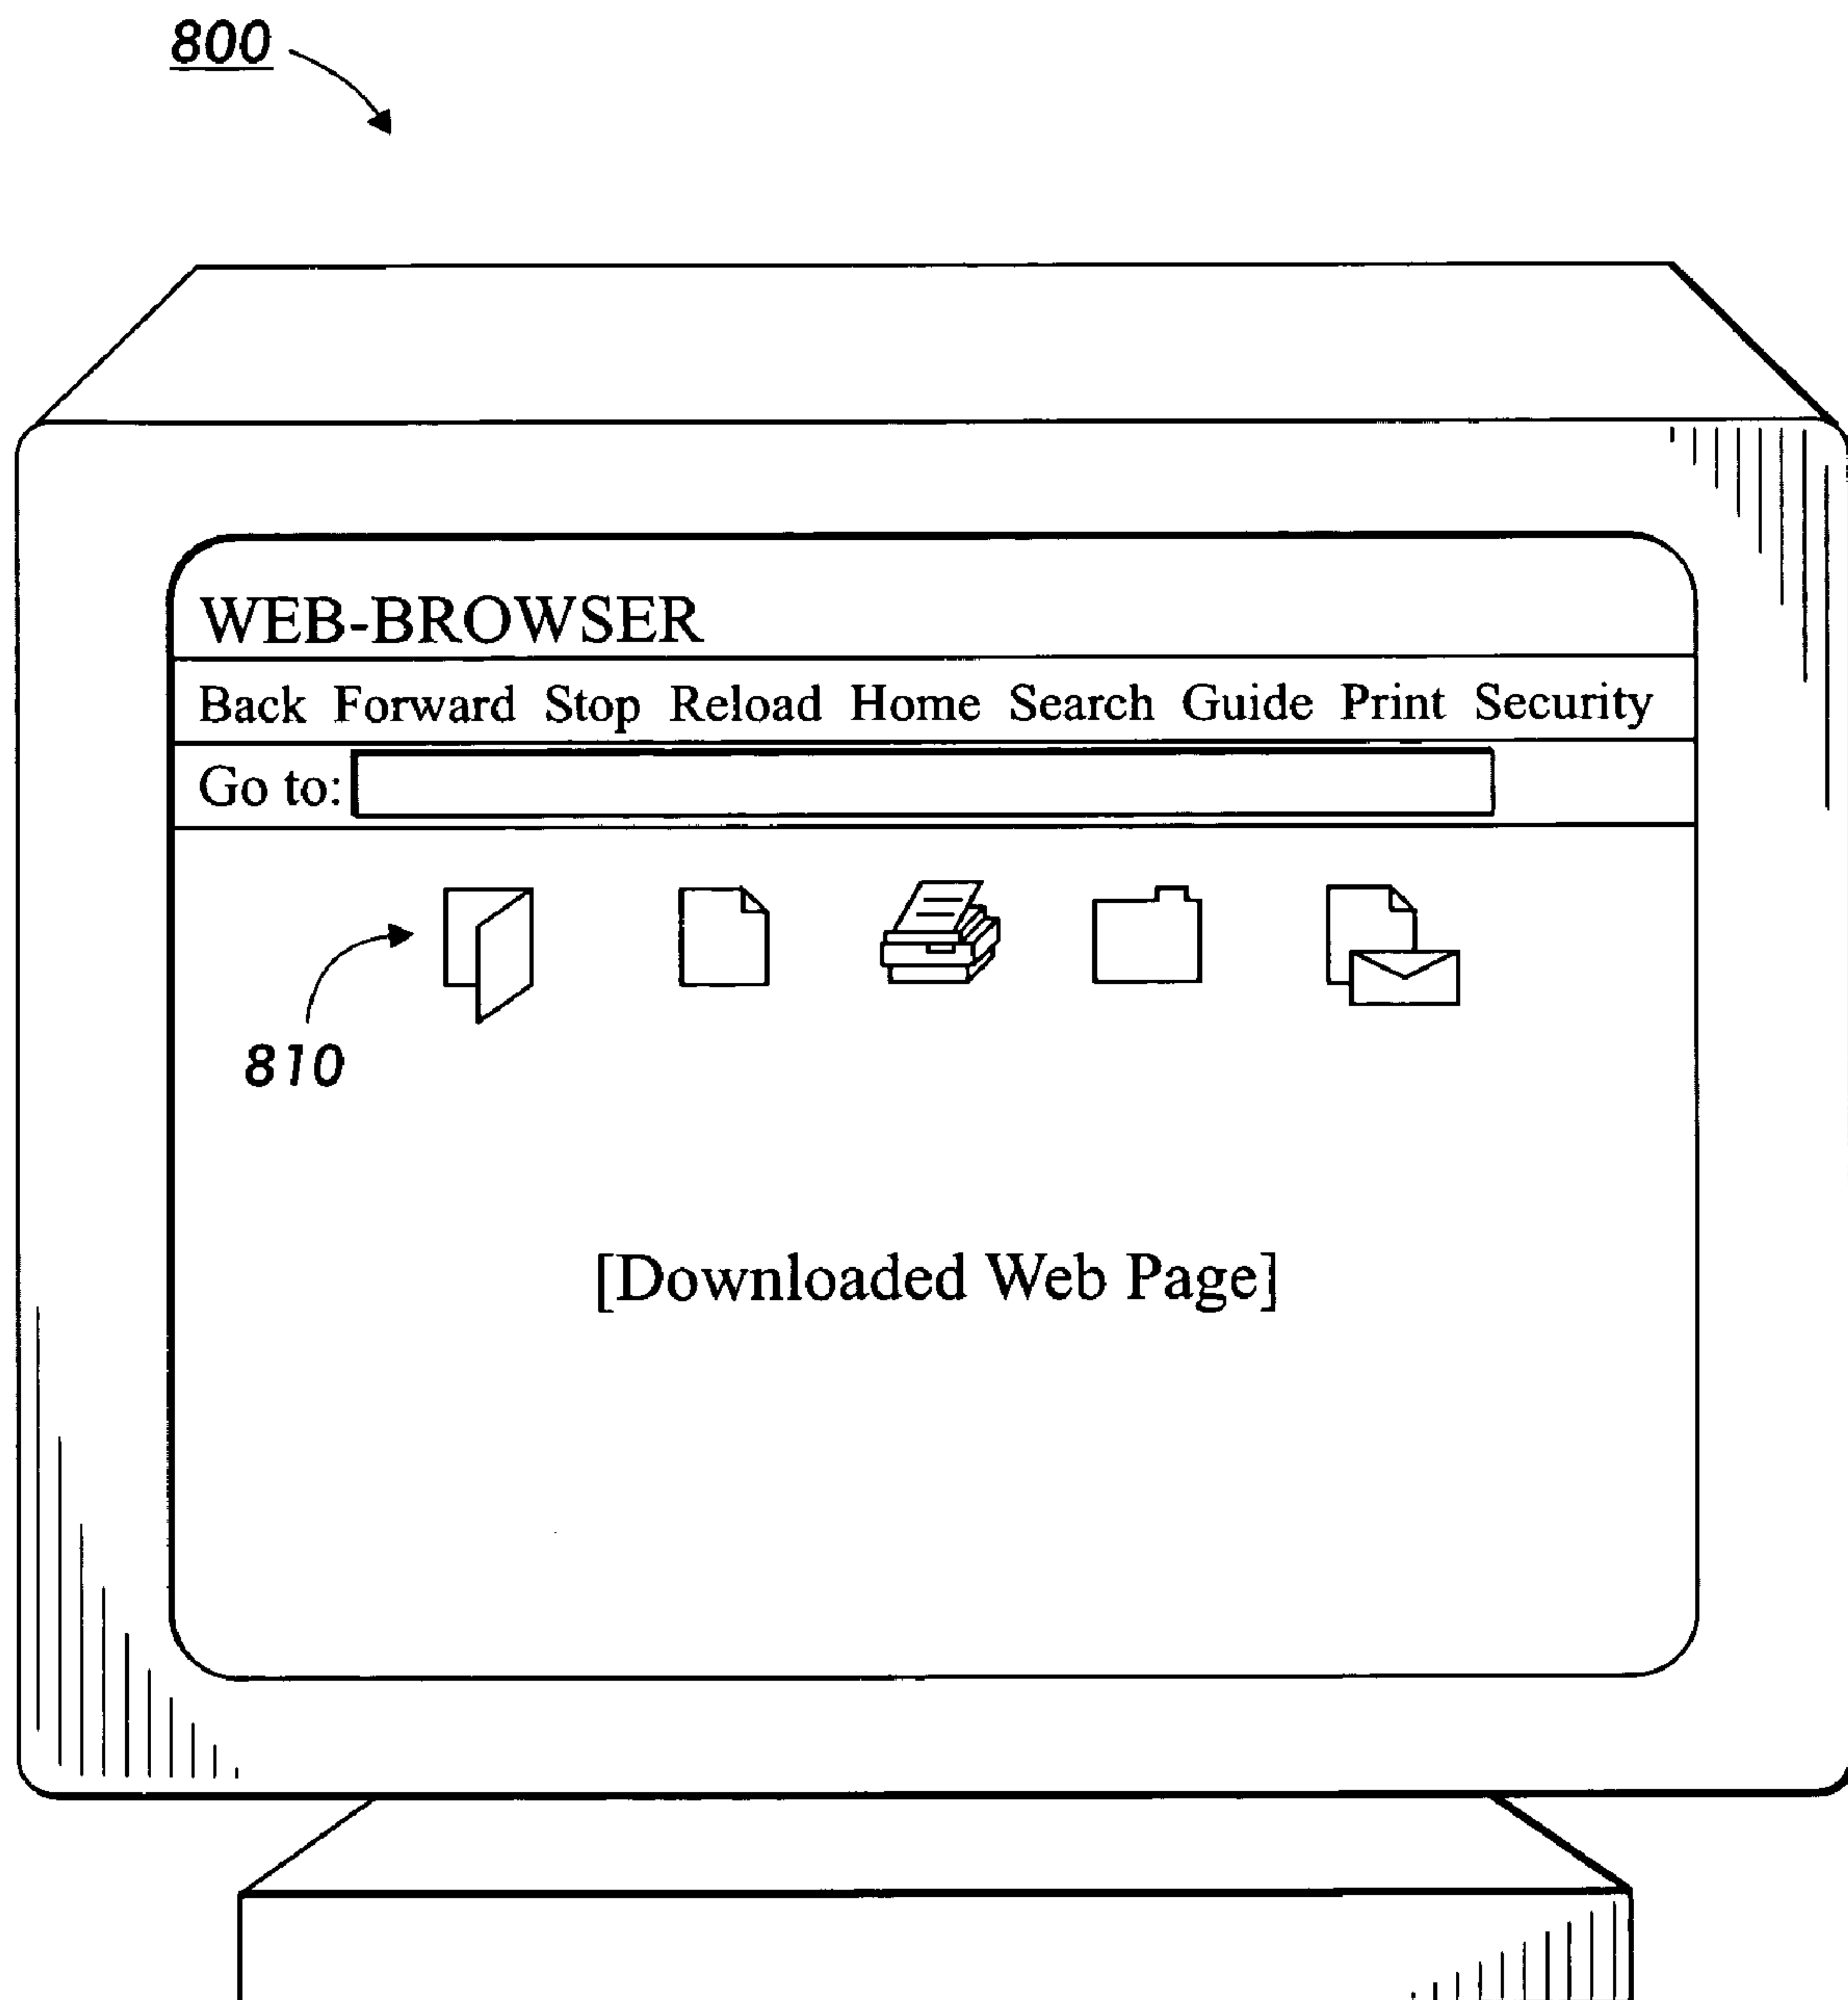 800
WEB-BROWSER
Back Forward Stop Reload Home Search Guide Print Security
Go to:
810
[Downloaded Web Page]